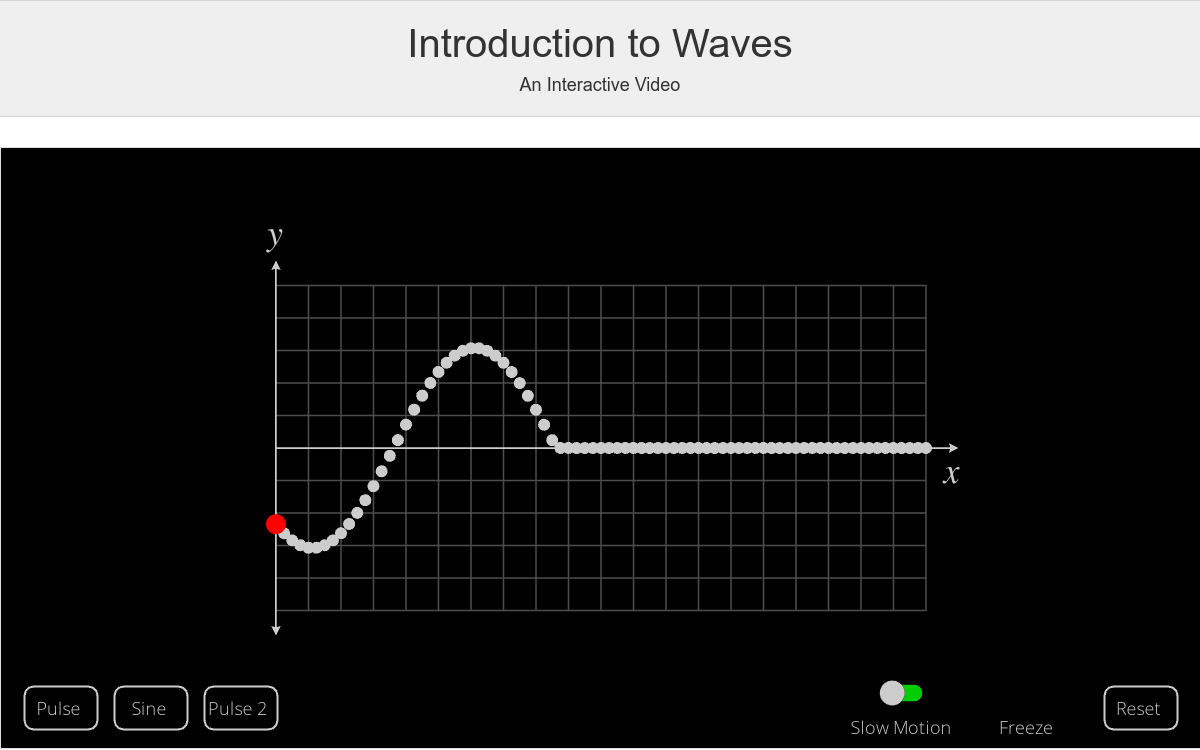 Introduction to Waves
An Interactive Video
y
x
Pulse
Sine
Pulse 2
Slow Motion
Freeze
Reset